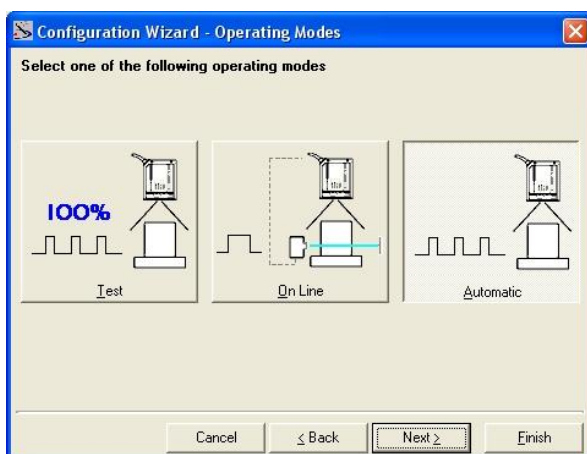 Configuration Wizard - Operating Modes
Select one of the following operating modes
100%
Test
On Line
Automatic
Cancel
< Back
Next >
Finish